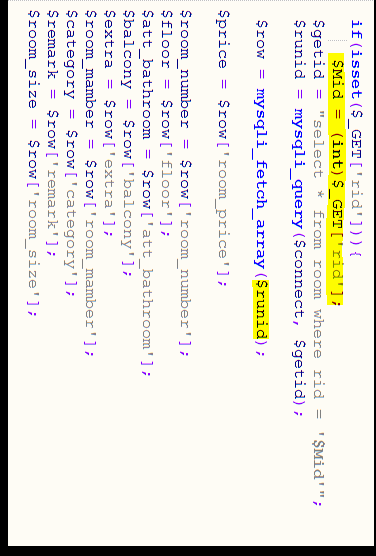 if(isset($_GET['rid'])){
$Mid = (int)$_GET['rid'];
$getid = "select * from room where rid = '$Mid'";
$runid = mysqli_query($connect, $getid);
$row = mysqli_fetch_array($runid);
$price = $row['room_price'];
$room_number = $row['room_number'];
$floor = $row['floor'];
$att_bathroom = $row['att_bathroom'];
$balcony = $row['balcony'];
$extra = $row['extra'];
$room_mamber = $row['room_mamber'];
$category = $row['category'];
$remark = $row['remark'];
$room_size = $row['room_size'];